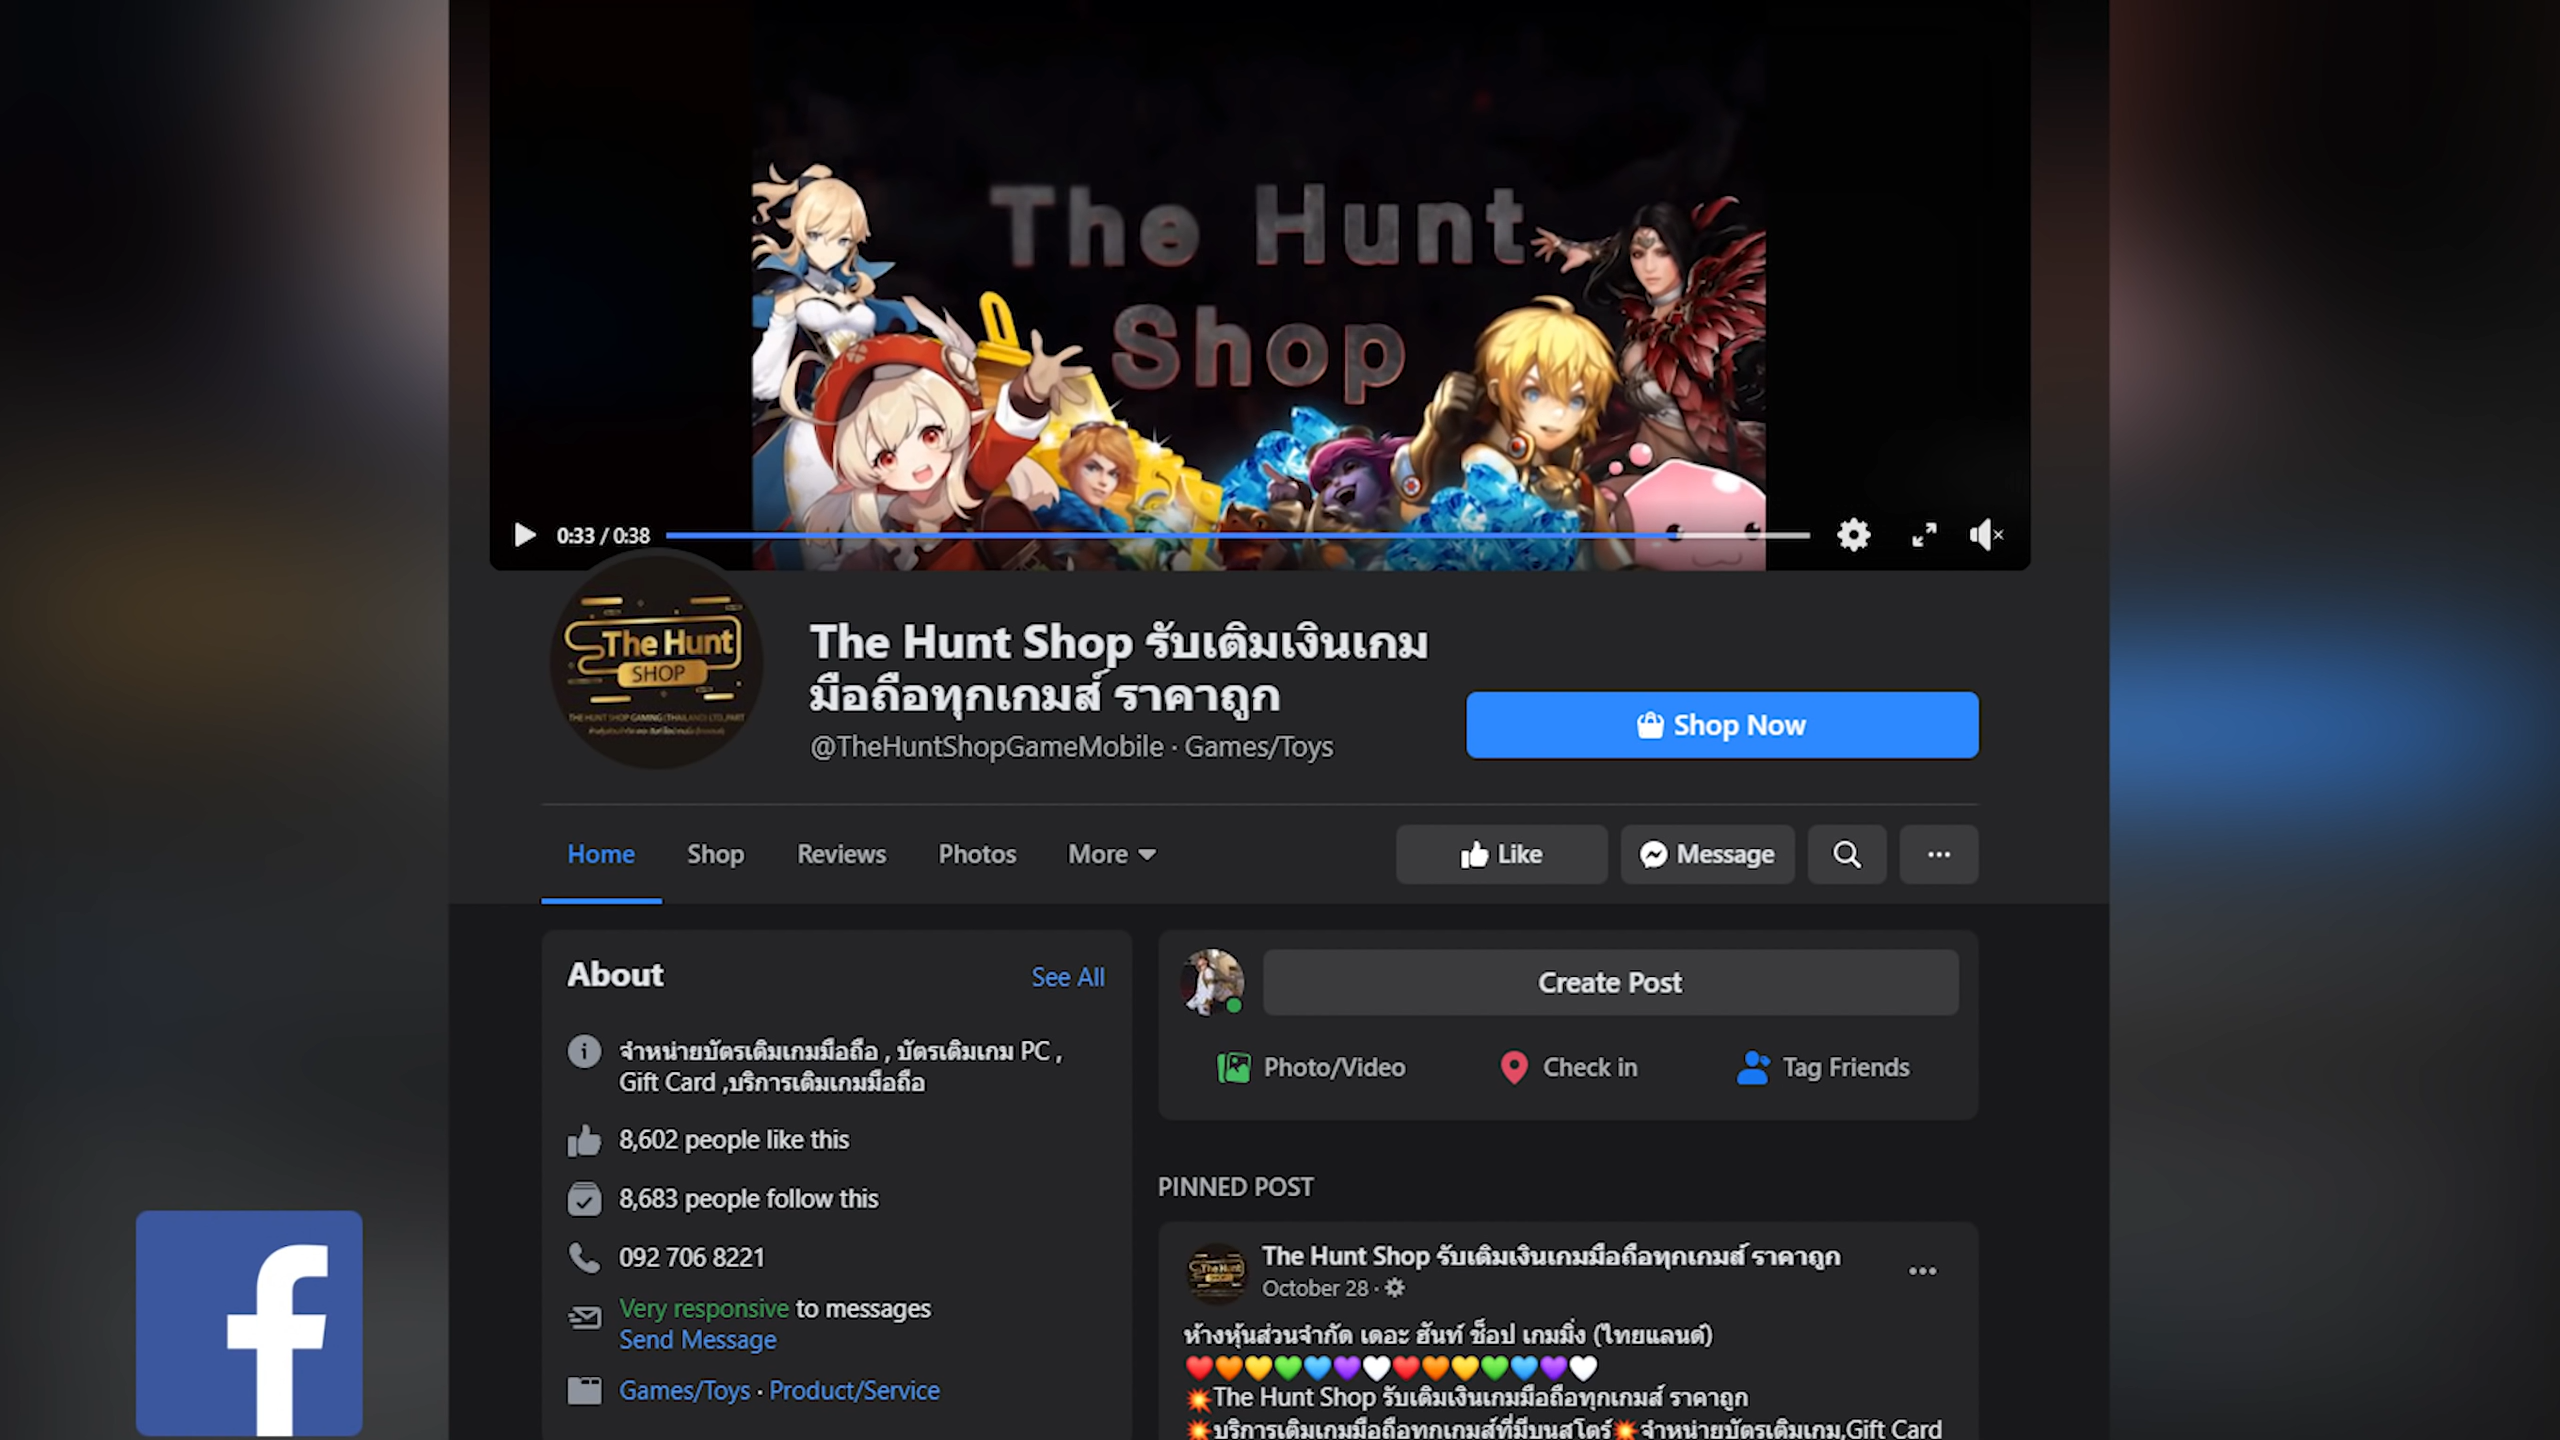 The Hunt
Shop
0:33 / 0:38
The Hunt
SHOP
THE HUNT SHOP GAMING (THAILAND) LTD.,PART
The Hunt Shop รับเติมเงินเกม
มือถือทุกเกมส์ ราคาถูก
@TheHuntShopGameMobile · Games/Toys
Shop Now
Home Shop Reviews Photos More
Like Message
About See All
จำหน่ายบัตรเติมเกมมือถือ , บัตรเติมเกม PC ,
Gift Card ,บริการเติมเกมมือถือ
8,602 people like this
8,683 people follow this
092 706 8221
Very responsive to messages
Send Message
Games/Toys · Product/Service
Create Post
Photo/Video Check in Tag Friends
PINNED POST
The Hunt Shop รับเติมเงินเกมมือถือทุกเกมส์ ราคาถูก
October 28 ·
ห้างหุ้นส่วนจำกัด เดอะ ฮันท์ ช็อป เกมมิ่ง (ไทยแลนด์)
❤️🧡💛💚💙💜🤍❤️🧡💛💚💙💜🤍
💥The Hunt Shop รับเติมเงินเกมมือถือทุกเกมส์ ราคาถูก
💥บริการเติมเกมมือถือทุกเกมส์ที่มีบนสโตร์💥จำหน่ายบัตรเติมเกม,Gift Card